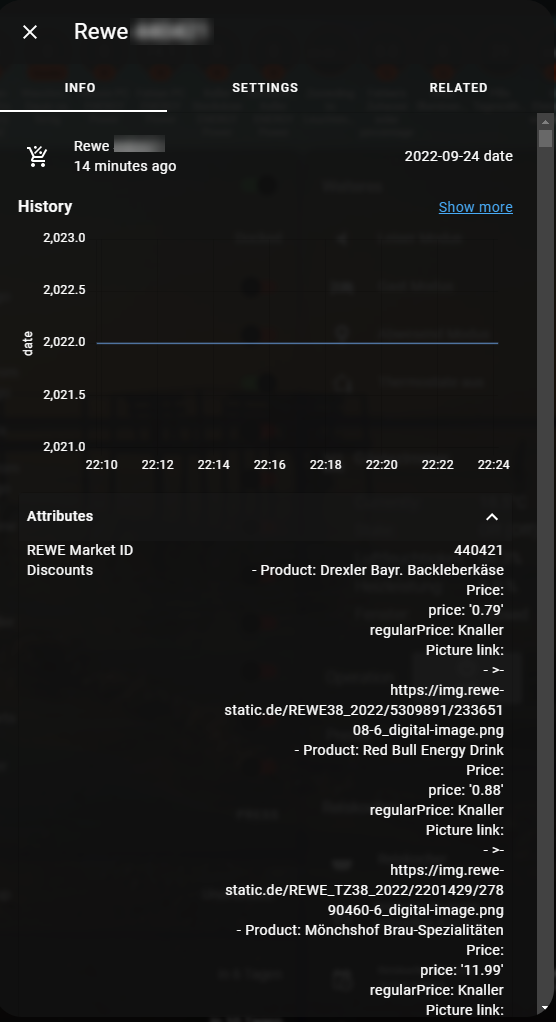 Rewe
INFO
SETTINGS
RELATED
Rewe
14 minutes ago
2022-09-24 date
History
Show more
2,023.0
2,022.5
2,022.0
2,021.5
2,021.0
date
22:10
22:12
22:14
22:16
22:18
22:20
22:22
22:24
Attributes
REWE Market ID
440421
Discounts
- Product: Drexler Bayr. Backleberkäse
Price:
price: '0.79'
regularPrice: Knaller
Picture link:
- >-
https://img.rewe-
static.de/REWE38_2022/5309891/233651
08-6_digital-image.png
- Product: Red Bull Energy Drink
Price:
price: '0.88'
regularPrice: Knaller
Picture link:
- >-
https://img.rewe-
static.de/REWE_TZ38_2022/2201429/278
90460-6_digital-image.png
- Product: Mönchshof Brau-Spezialitäten
Price:
price: '11.99'
regularPrice: Knaller
Picture link: